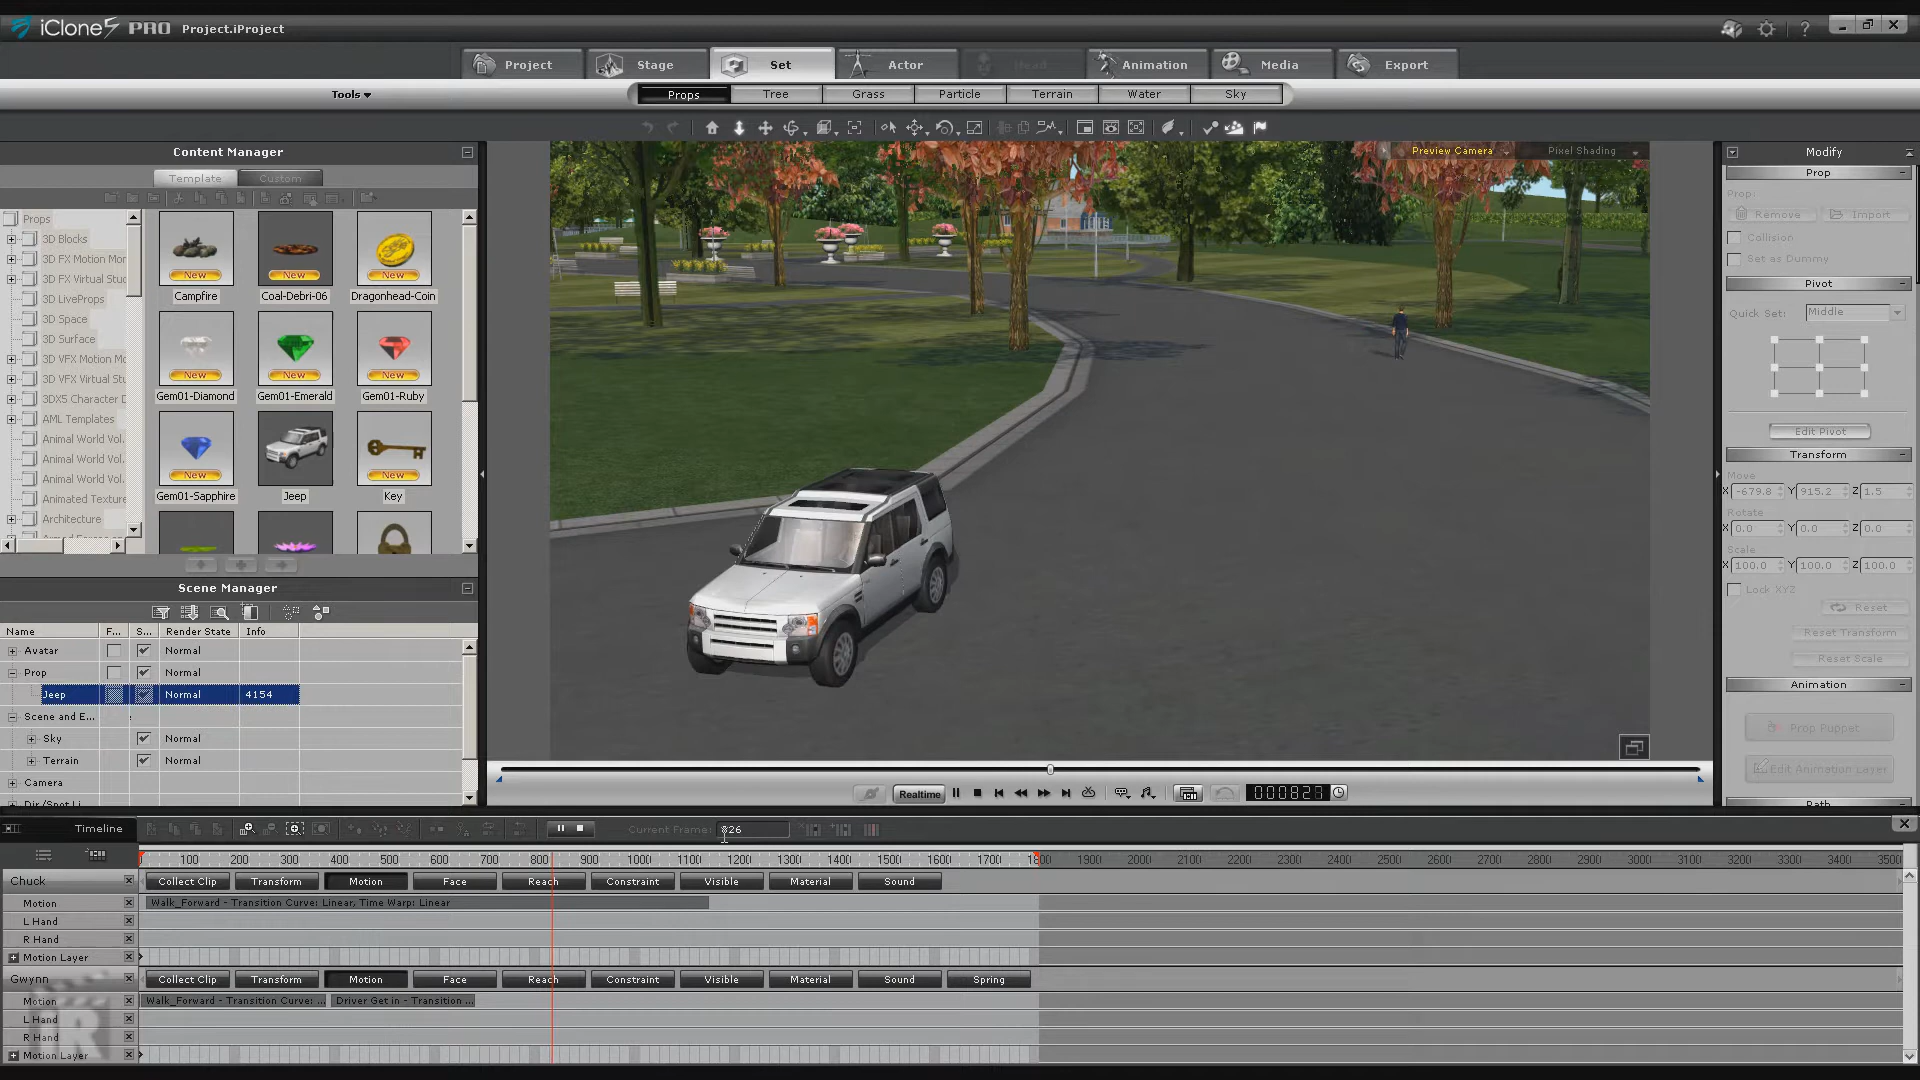 iClone5 PRO Project.iProject
Project Stage Set Actor Head Animation Media Export
Tools
Props Tree Grass Particle Terrain Water Sky
Content Manager
Template Custom
Props
3D Blocks
3D FX Motion Mor
3D FX Virtual Stu
3D LiveProps
3D Space
3D Surface
3D VFX Motion Mo
3D VFX Virtual Stu
3DX5 Character D
AML Templates
Animal World Vol.
Animal World Vol.
Animal World Vol.
Animated Texture
Architecture
New New New
Campfire Coal-Debri-06 Dragonhead-Coin
New New New
Gem01-Diamond Gem01-Emerald Gem01-Ruby
New New
Gem01-Sapphire Jeep Key
Preview Camera Pixel Shading
Modify
Prop
Prop:
Remove Import
Collision
Set as Dummy
Pivot
Quick Set: Middle
Edit Pivot
Transform
Move
X -679.8 Y 915.2 Z 1.5
Rotate
X 0.0 Y 0.0 Z 0.0
Scale
X 100.0 Y 100.0 Z 100.0
Lock XYZ
Reset
Reset Transform
Reset Scale
Animation
Prop Puppet
Edit Animation Layer
Path
Scene Manager
Name F... S... Render State Info
Avatar Normal
Prop Normal
Jeep Normal 4154
Scene and E...
Sky Normal
Terrain Normal
Camera
Dir/Spot Li
Realtime 000827
Timeline Current Frame: 826
100 200 300 400 500 600 700 800 900 1000 1100 1200 1300 1400 1500 1600 1700 1800 1900 2000 2100 2200 2300 2400 2500 2600 2700 2800 2900 3000 3100 3200 3300 3400 3500
Chuck Collect Clip Transform Motion Face Reach Constraint Visible Material Sound
Motion Walk_Forward - Transition Curve: Linear, Time Warp: Linear
L Hand
R Hand
Motion Layer
Gwynn Collect Clip Transform Motion Face Reach Constraint Visible Material Sound Spring
Motion Walk_Forward - Transition Curve: ... Driver Get in - Transition ...
L Hand
R Hand
Motion Layer
iR